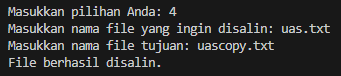 Masukkan pilihan Anda: 4
Masukkan nama file yang ingin disalin: uas.txt
Masukkan nama file tujuan: uascopy.txt
File berhasil disalin.